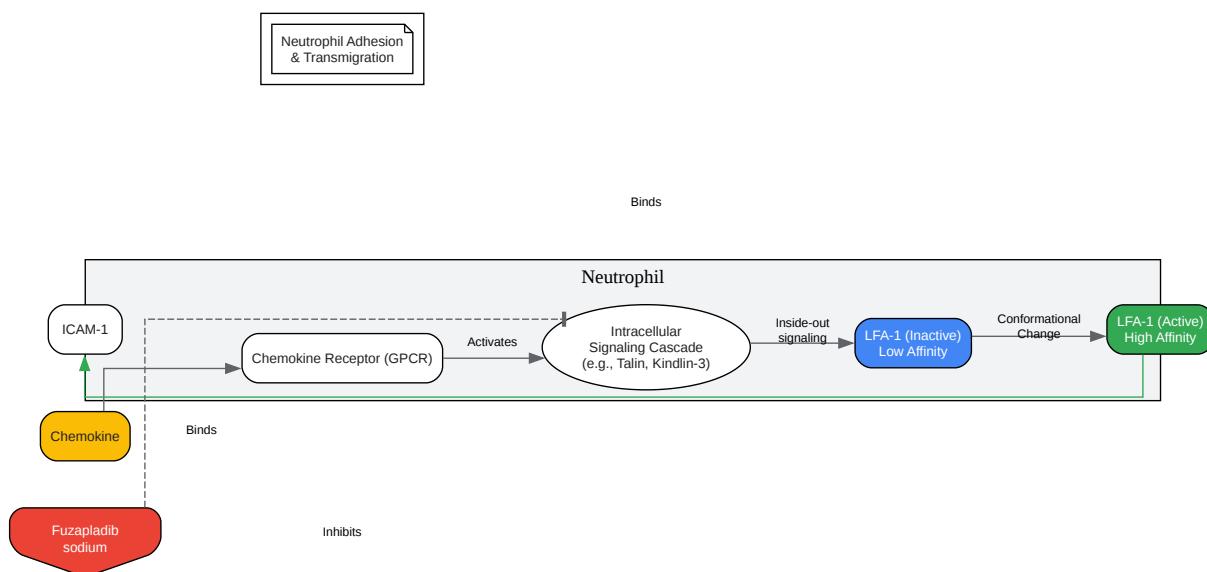 Neutrophil Adhesion
& Transmigration
Binds
Neutrophil
ICAM-1
Chemokine Receptor (GPCR)
Activates
Intracellular
Signaling Cascade
(e.g., Talin, Kindlin-3)
Inside-out
signaling
LFA-1 (Inactive)
Low Affinity
Conformational
Change
LFA-1 (Active)
High Affinity
Chemokine
Binds
Fuzapladib
sodium
Inhibits